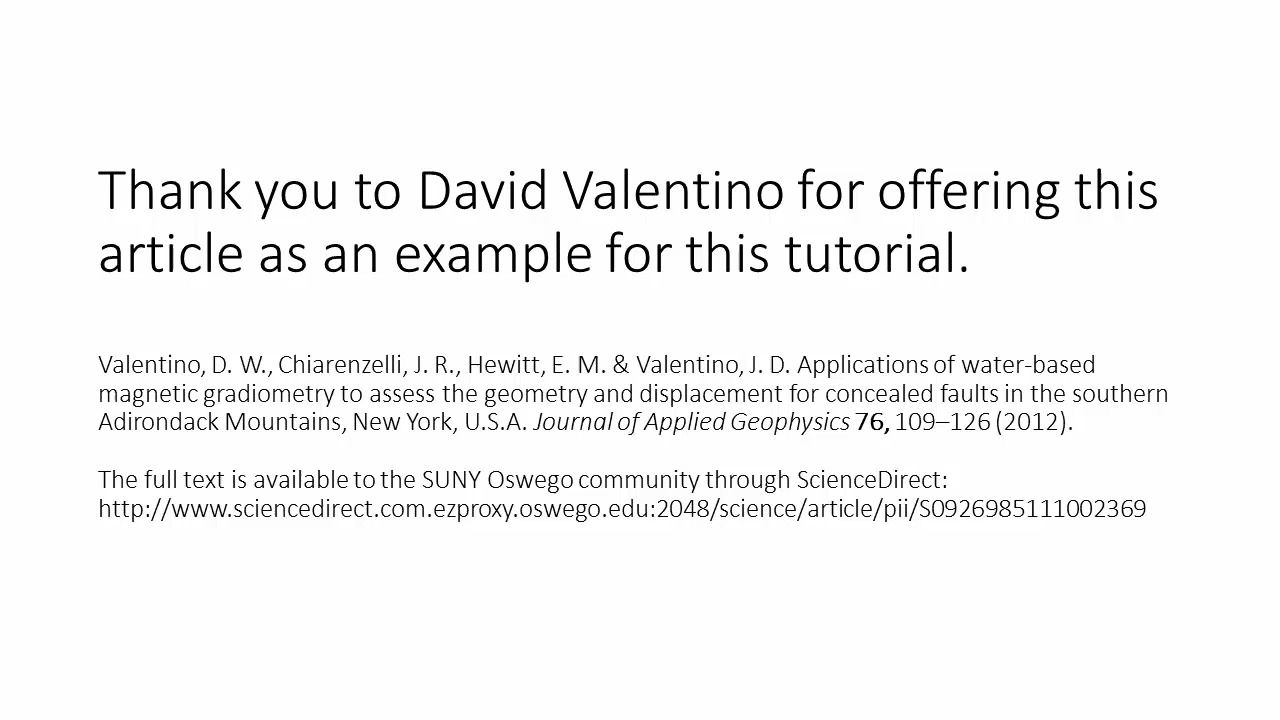 Thank you to David Valentino for offering this
article as an example for this tutorial.
Valentino, D. W., Chiarenzelli, J. R., Hewitt, E. M. & Valentino, J. D. Applications of water-based
magnetic gradiometry to assess the geometry and displacement for concealed faults in the southern
Adirondack Mountains, New York, U.S.A. Journal of Applied Geophysics 76, 109–126 (2012).
The full text is available to the SUNY Oswego community through ScienceDirect:
http://www.sciencedirect.com.ezproxy.oswego.edu:2048/science/article/pii/S0926985111002369